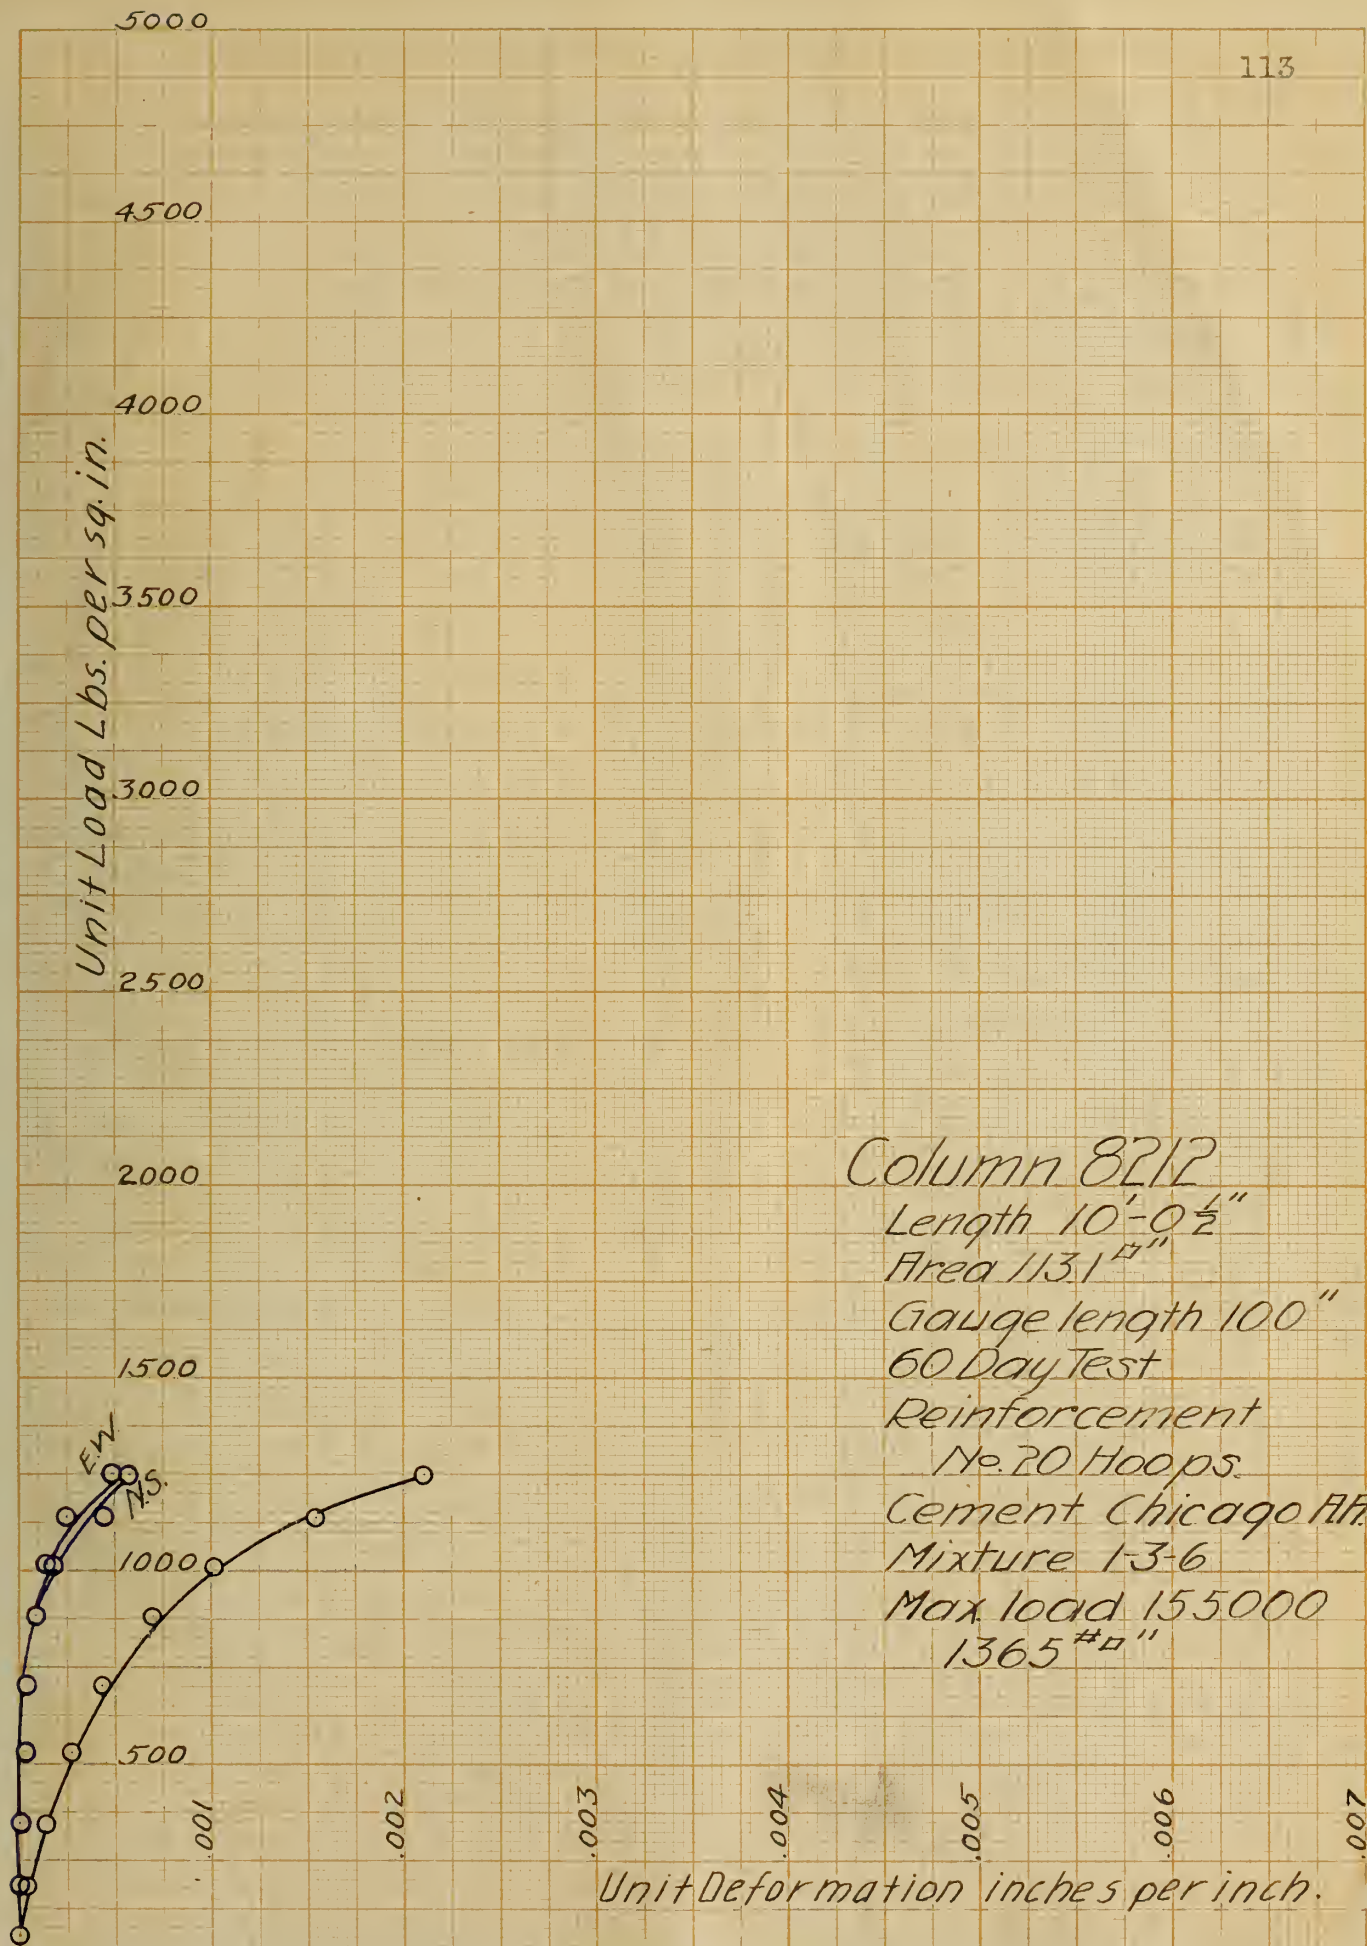 113
5000
4500
4000
3500
3000
2500
2000
1500
1000
500
Unit Load Lbs. per sq. in.
E.W.
N.S.
Column 8212
Length 10'-0½"
Area 113.1 □"
Gauge length 100"
60 Day Test
Reinforcement
No. 20 Hoops.
Cement Chicago AA.
Mixture 1-3-6
Max. load 155000
1365 #□"
.001
.002
.003
.004
.005
.006
.007
Unit Deformation inches per inch.